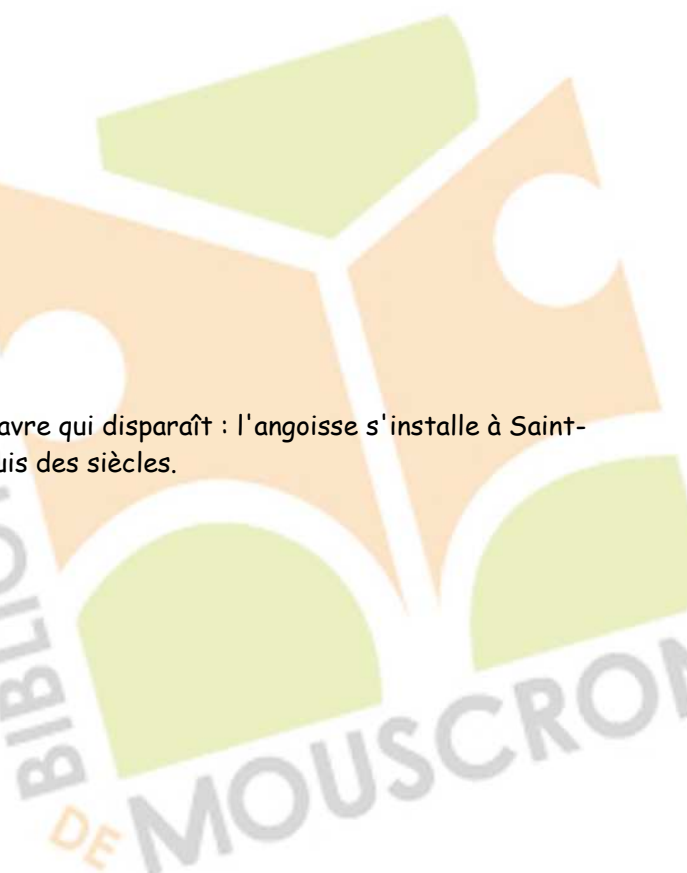 avre qui disparaît : l'angoisse s'installe à Saint-
uis des siècles.
BIBLIO
DE MOUSCRON